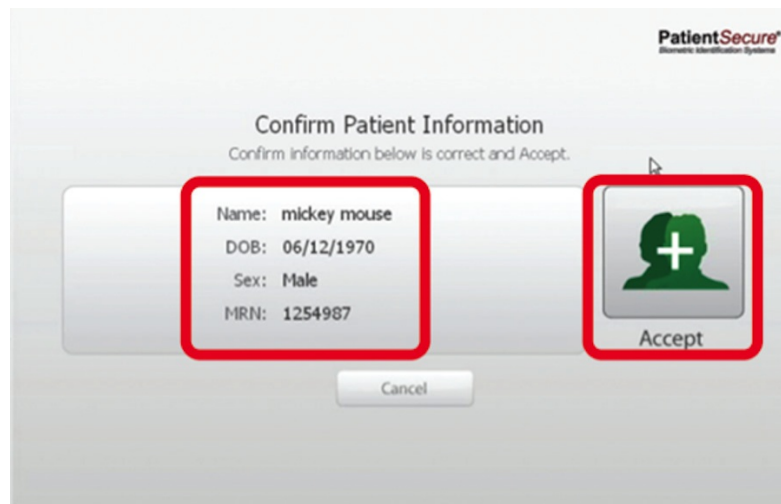 PatientSecure®
Biometric Identification Systems
Confirm Patient Information
Confirm information below is correct and Accept.
Name: mickey mouse
DOB: 06/12/1970
Sex: Male
MRN: 1254987
Accept
Cancel